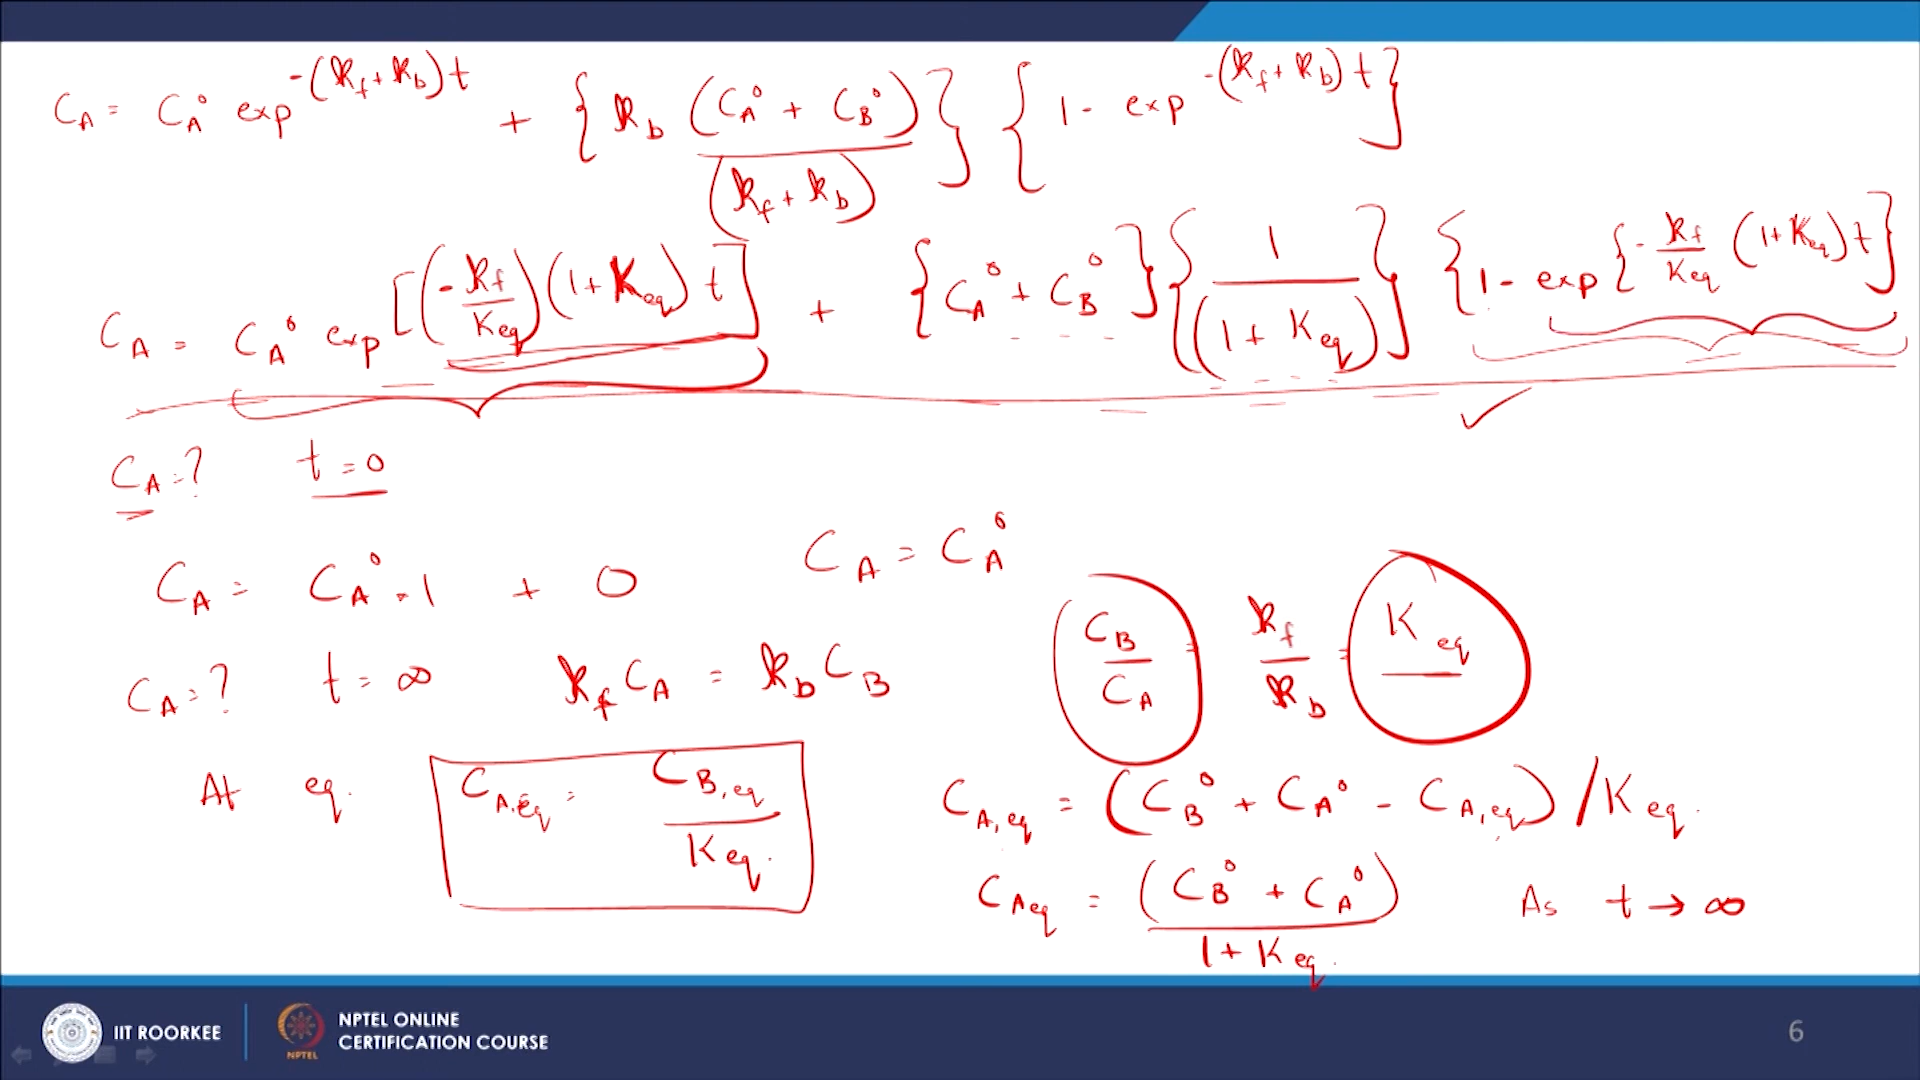 C_A = C_A° exp^{-(k_f + k_b)t} + { k_b (C_A° + C_B°) / (k_f + k_b) } { 1 - exp^{-(k_f + k_b)t} }
C_A = C_A° exp^{[(-k_f/K_eq)(1 + K_eq) t]} + {C_A° + C_B°} { 1 / (1 + K_eq) } { 1 - exp{ -k_f/K_eq (1 + K_eq) t } }
✓
C_A = ? t = 0
C_A = C_A° . 1 + 0 C_A = C_A°
C_A = ? t = ∞ k_f C_A = k_b C_B C_B / C_A = k_f / k_b = K_eq
At eq. C_A,eq = C_B,eq / K_eq. C_A,eq = (C_B° + C_A° - C_A,eq) / K_eq.
C_Aeq = (C_B° + C_A°) / 1 + K_eq. As t → ∞
IIT ROORKEE
NPTEL
NPTEL ONLINE
CERTIFICATION COURSE
6